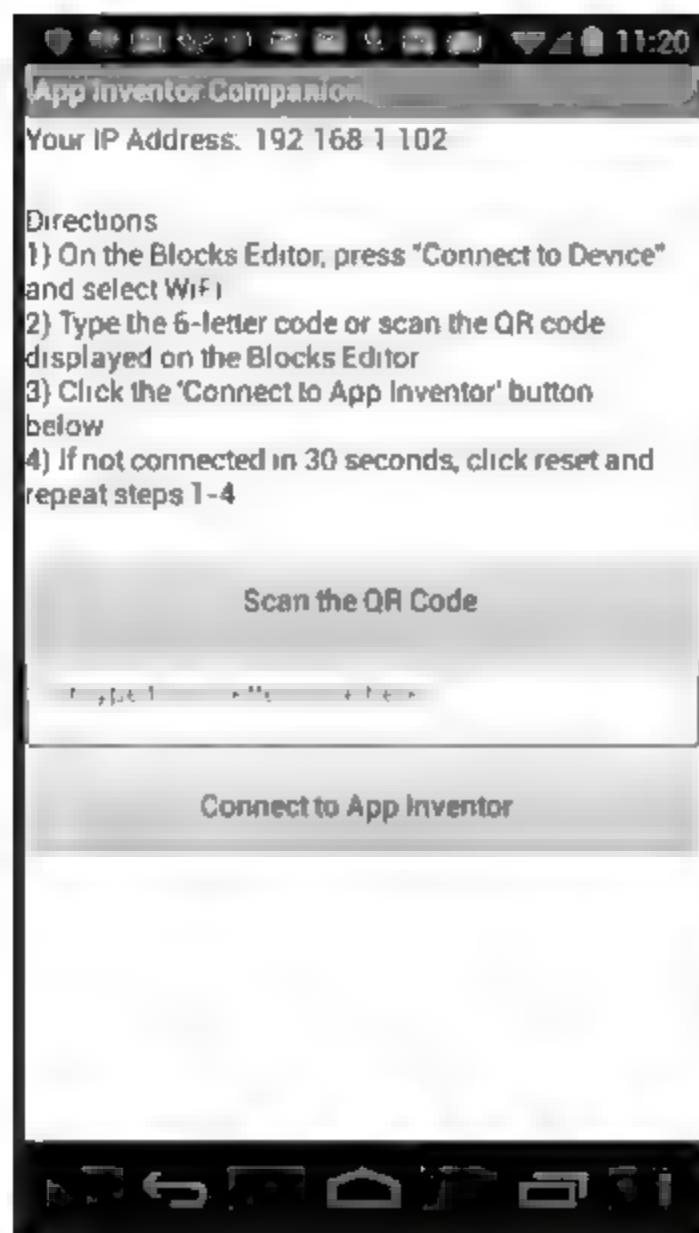 11:20
App Inventor Companion
Your IP Address: 192 168 1 102
Directions
1) On the Blocks Editor, press "Connect to Device"
and select WiFi
2) Type the 6-letter code or scan the QR code
displayed on the Blocks Editor
3) Click the 'Connect to App Inventor' button
below
4) If not connected in 30 seconds, click reset and
repeat steps 1-4
Scan the QR Code
Connect to App Inventor